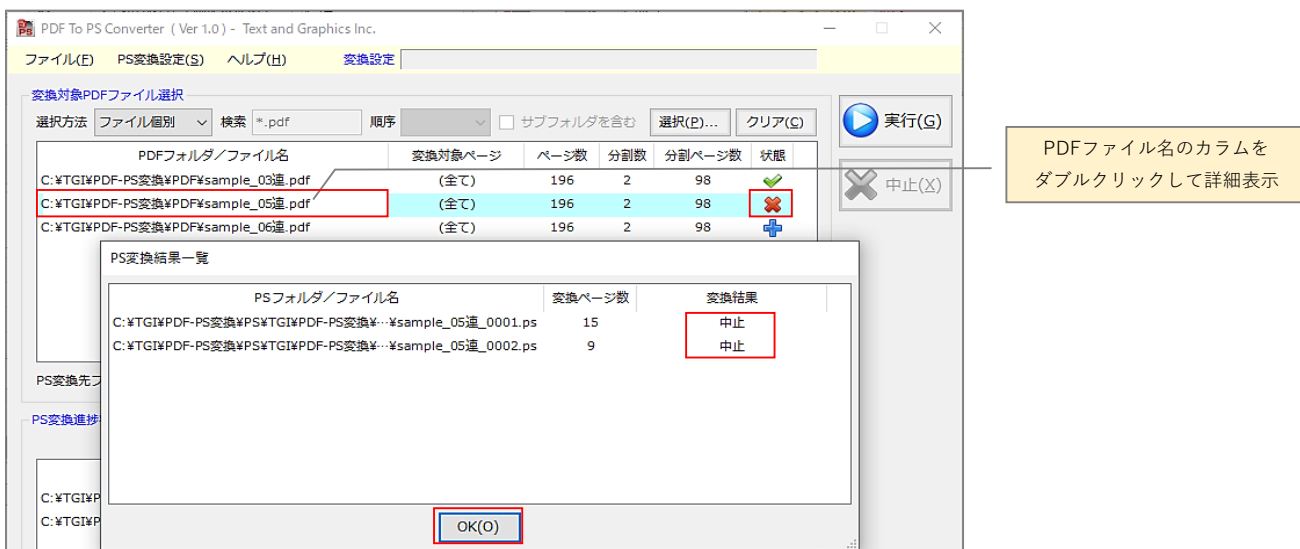 PDF To PS Converter ( Ver 1.0 ) - Text and Graphics Inc.
ファイル(F) PS変換設定(S) ヘルプ(H) 変換設定
変換対象PDFファイル選択
選択方法 ファイル個別 検索 *.pdf 順序 サブフォルダを含む 選択(P)... クリア(C)
実行(G)
PDFフォルダ/ファイル名 変換対象ページ ページ数 分割数 分割ページ数 状態
C:¥TGI¥PDF-PS変換¥PDF¥sample_03連.pdf (全て) 196 2 98
C:¥TGI¥PDF-PS変換¥PDF¥sample_05連.pdf (全て) 196 2 98
C:¥TGI¥PDF-PS変換¥PDF¥sample_06連.pdf (全て) 196 2 98
中止(X)
PDFファイル名のカラムを
ダブルクリックして詳細表示
PS変換結果一覧
PSフォルダ/ファイル名 変換ページ数 変換結果
C:¥TGI¥PDF-PS変換¥PS¥TGI¥PDF-PS変換¥…¥sample_05連_0001.ps 15 中止
C:¥TGI¥PDF-PS変換¥PS¥TGI¥PDF-PS変換¥…¥sample_05連_0002.ps 9 中止
PS変換先フ
PS変換進捗
C:¥TGI¥P
C:¥TGI¥P
OK(O)